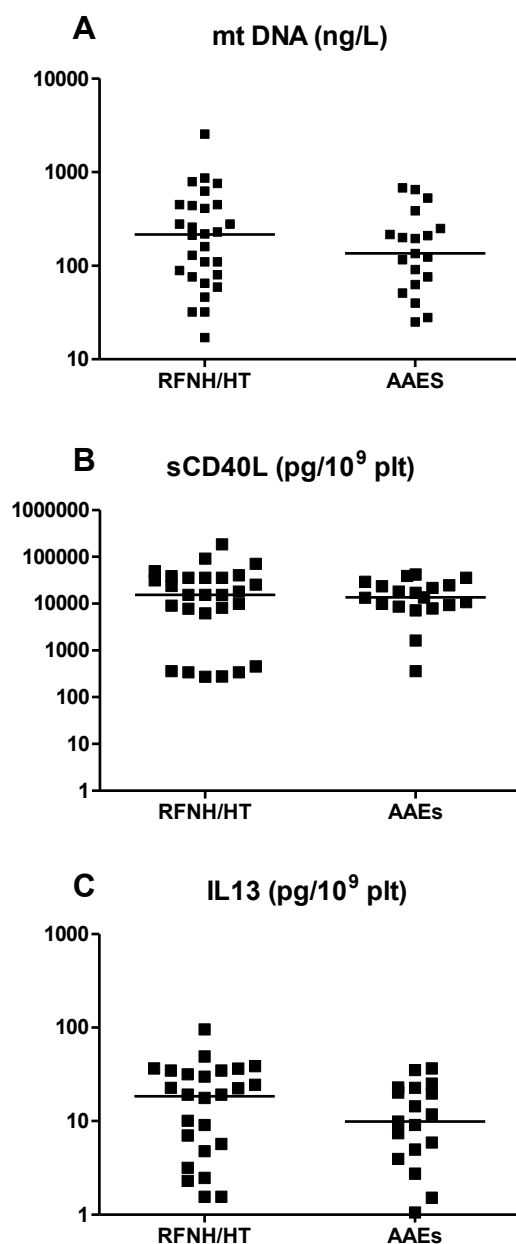 A
mt DNA (ng/L)
10000
1000
100
10
RFNH/HT AAES
B
sCD40L (pg/10⁹ plt)
1000000
100000
10000
1000
100
1
RFNH/HT AAEs
C
IL13 (pg/10⁹ plt)
1000
100
10
1
RFNH/HT AAEs